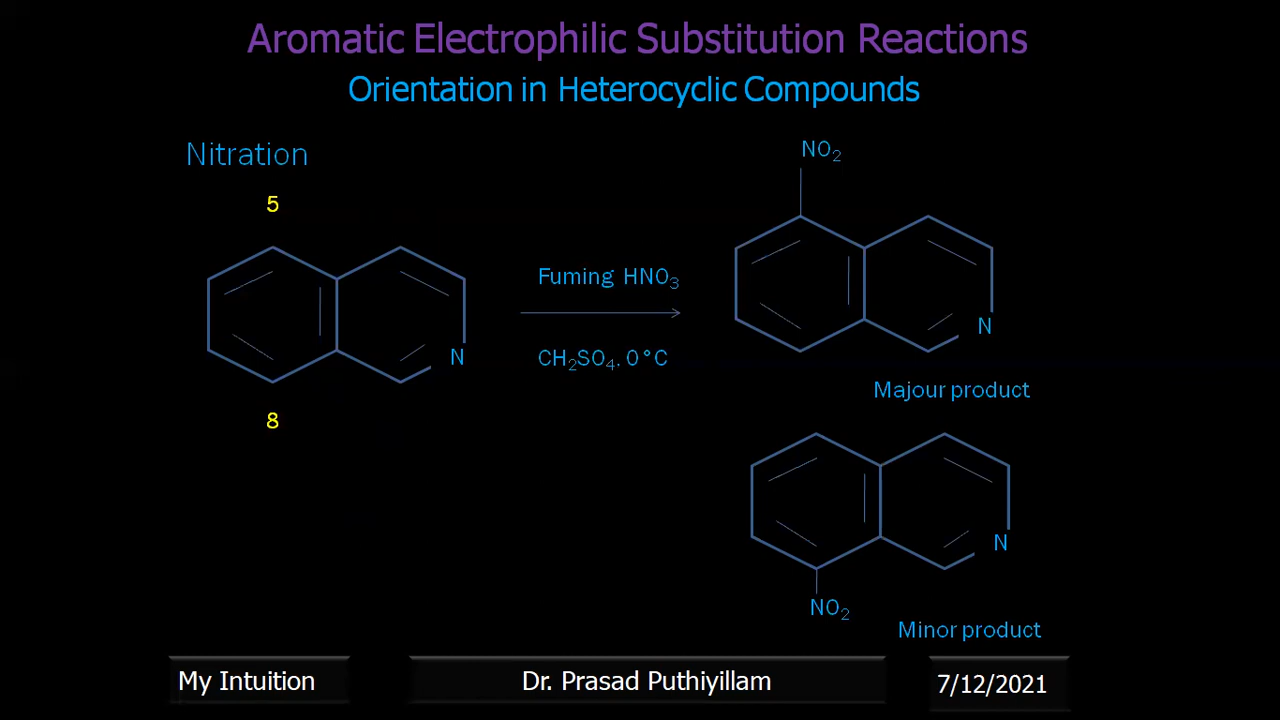 Aromatic Electrophilic Substitution Reactions
Orientation in Heterocyclic Compounds
Nitration
5
N
8
Fuming HNO₃
CH₂SO₄. 0°C
NO₂
N
Majour product
N
NO₂
Minor product
My Intuition
Dr. Prasad Puthiyillam
7/12/2021